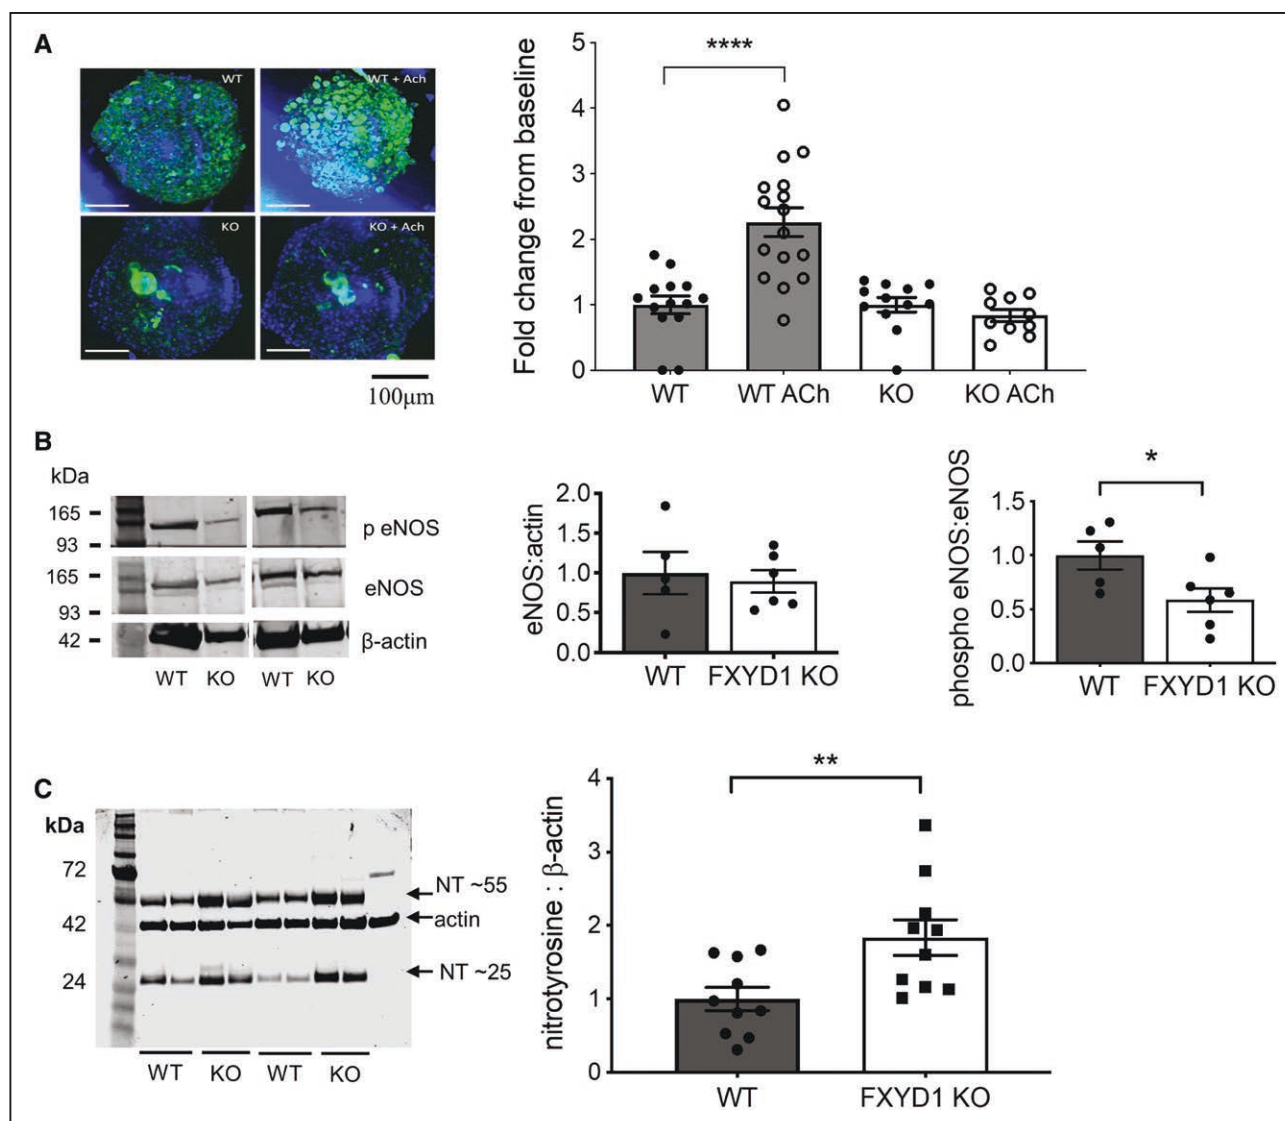 A
WT
WT + Ach
KO
KO + Ach
100μm
Fold change from baseline
5
4
3
2
1
0
****
WT
WT ACh
KO
KO ACh
B
kDa
165
93
p eNOS
165
93
eNOS
42
β-actin
WT KO WT KO
eNOS:actin
2.0
1.5
1.0
0.5
0.0
WT
FXYD1 KO
phospho eNOS:eNOS
1.5
1.0
0.5
0.0
*
WT
FXYD1 KO
C
kDa
72
42
24
NT ~55
actin
NT ~25
WT KO WT KO
nitrotyrosine : β-actin
4
3
2
1
0
**
WT
FXYD1 KO